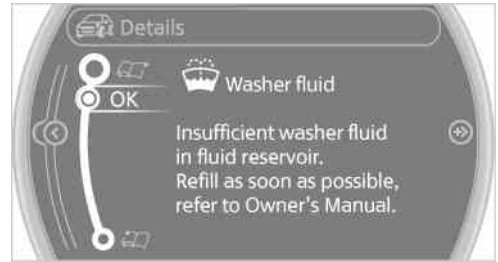 Details
Washer fluid
OK
Insufficient washer fluid
in fluid reservoir.
Refill as soon as possible,
refer to Owner's Manual.